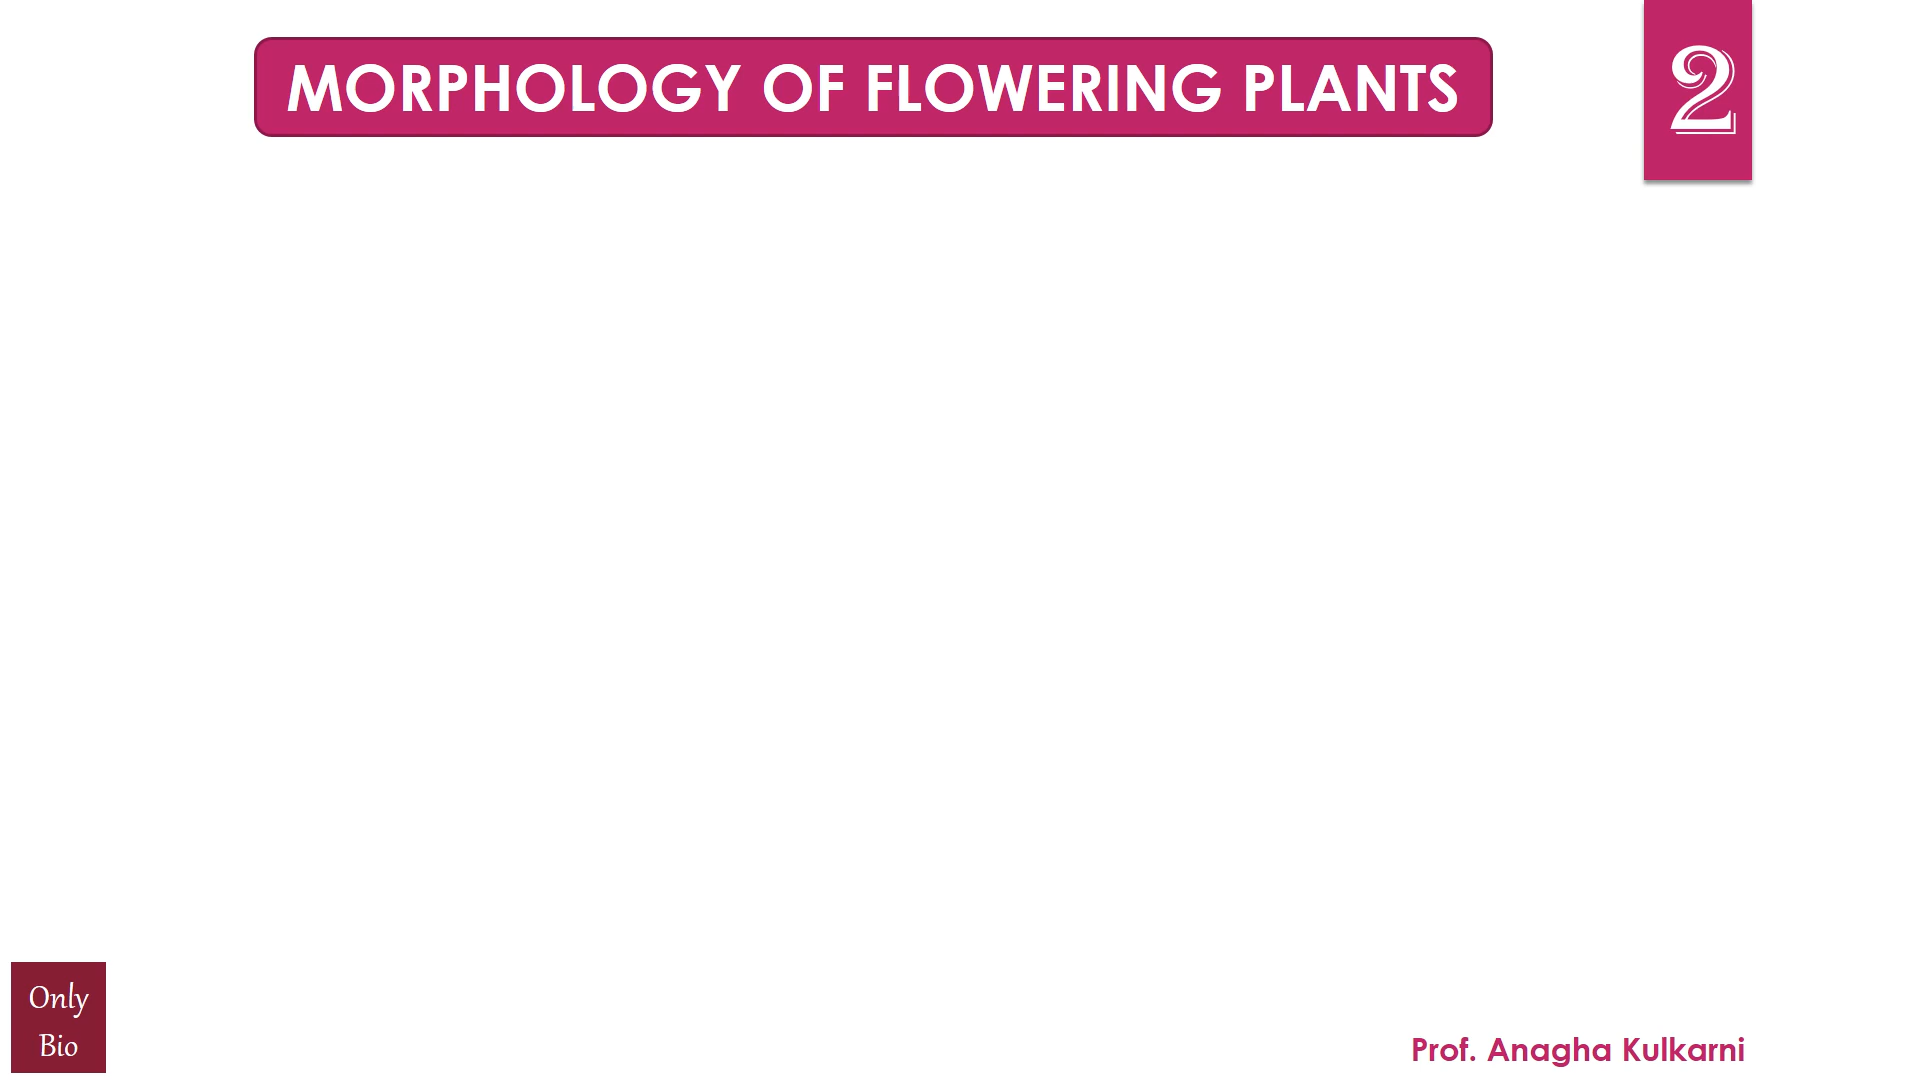 MORPHOLOGY OF FLOWERING PLANTS
2
Only
Bio
Prof. Anagha Kulkarni